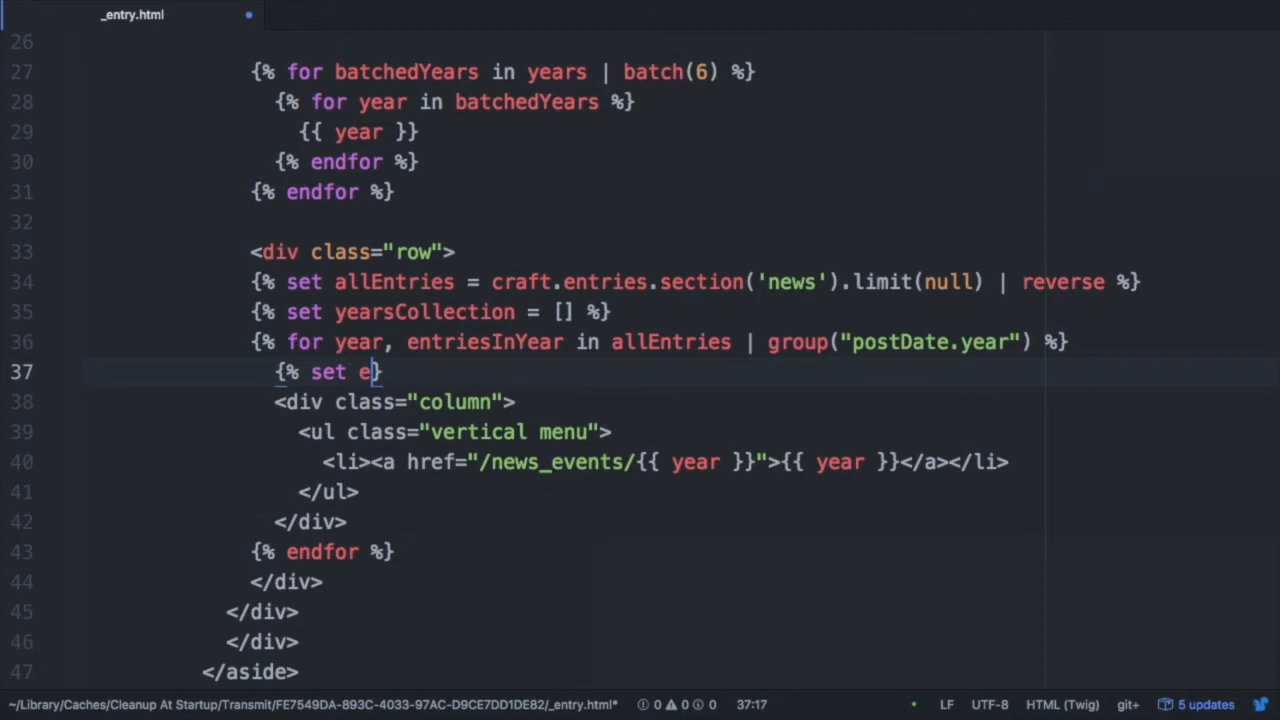 _entry.html
26
27 {% for batchedYears in years | batch(6) %}
28 {% for year in batchedYears %}
29 {{ year }}
30 {% endfor %}
31 {% endfor %}
32
33 <div class="row">
34 {% set allEntries = craft.entries.section('news').limit(null) | reverse %}
35 {% set yearsCollection = [] %}
36 {% for year, entriesInYear in allEntries | group("postDate.year") %}
37 {% set e}
38 <div class="column">
39 <ul class="vertical menu">
40 <li><a href="/news_events/{{ year }}">{{ year }}</a></li>
41 </ul>
42 </div>
43 {% endfor %}
44 </div>
45 </div>
46 </div>
47 </aside>
~/Library/Caches/Cleanup At Startup/Transmit/FE7549DA-893C-4033-97AC-D9CE7DD1DE82/_entry.html* 0 0 0 37:17 LF UTF-8 HTML (Twig) git+ 5 updates